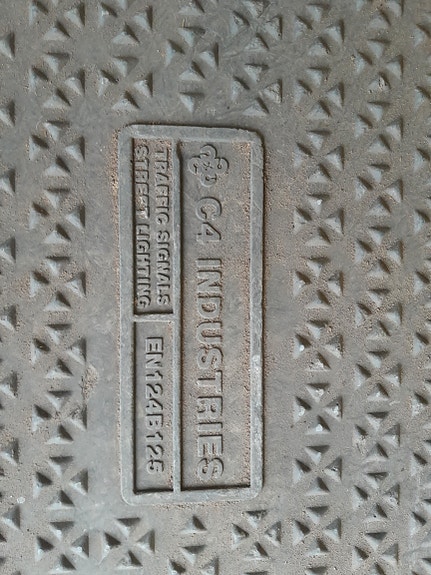 C4 INDUSTRIES
TRAFFIC SIGNALS
STREET LIGHTING
EN124B125